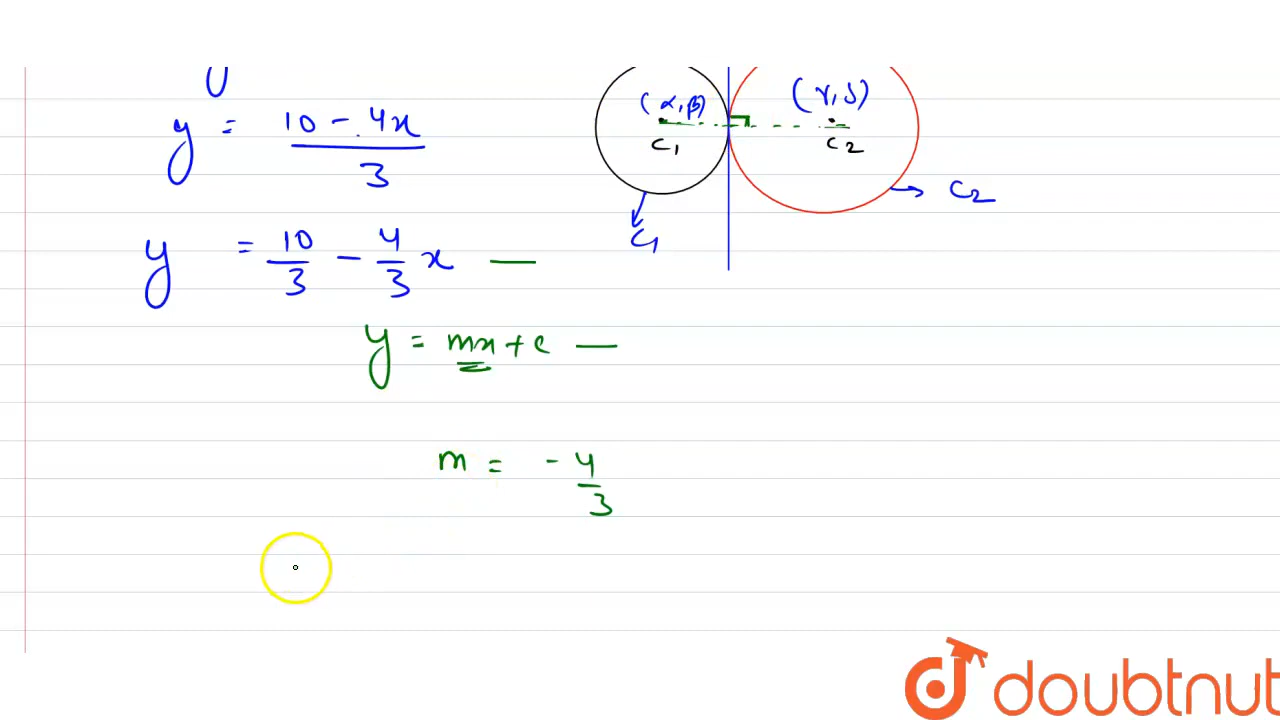 y = 10 - 4x / 3
(α, β)
(γ, δ)
C1
C2
C2
C1
y = 10/3 - 4/3 x —
y = mx + c —
m = - 4/3
doubtnut